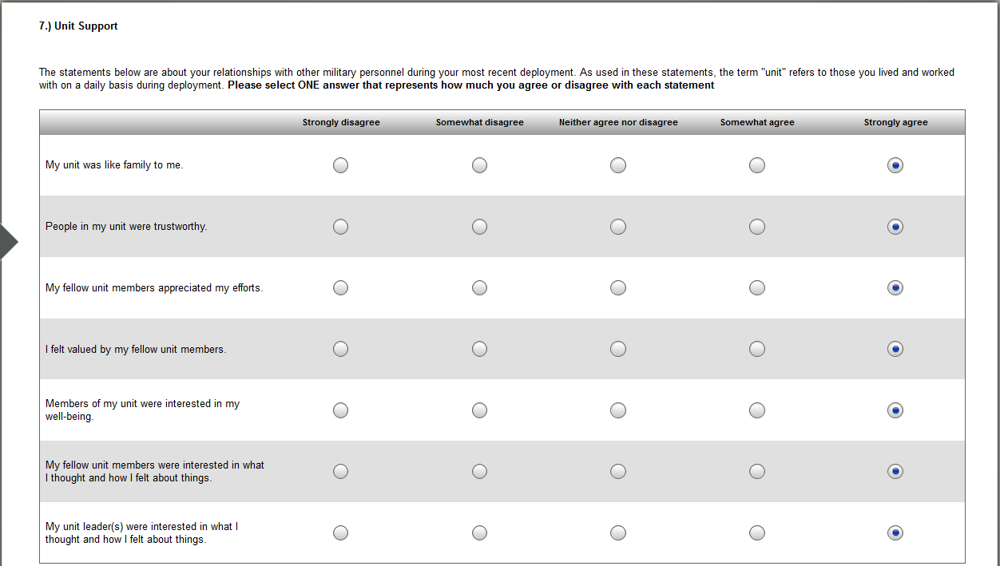 7.) Unit Support
The statements below are about your relationships with other military personnel during your most recent deployment. As used in these statements, the term "unit" refers to those you lived and worked
with on a daily basis during deployment. Please select ONE answer that represents how much you agree or disagree with each statement
Strongly disagree Somewhat disagree Neither agree nor disagree Somewhat agree Strongly agree
My unit was like family to me.
People in my unit were trustworthy.
My fellow unit members appreciated my efforts.
I felt valued by my fellow unit members.
Members of my unit were interested in my
well-being.
My fellow unit members were interested in what
I thought and how I felt about things.
My unit leader(s) were interested in what I
thought and how I felt about things.